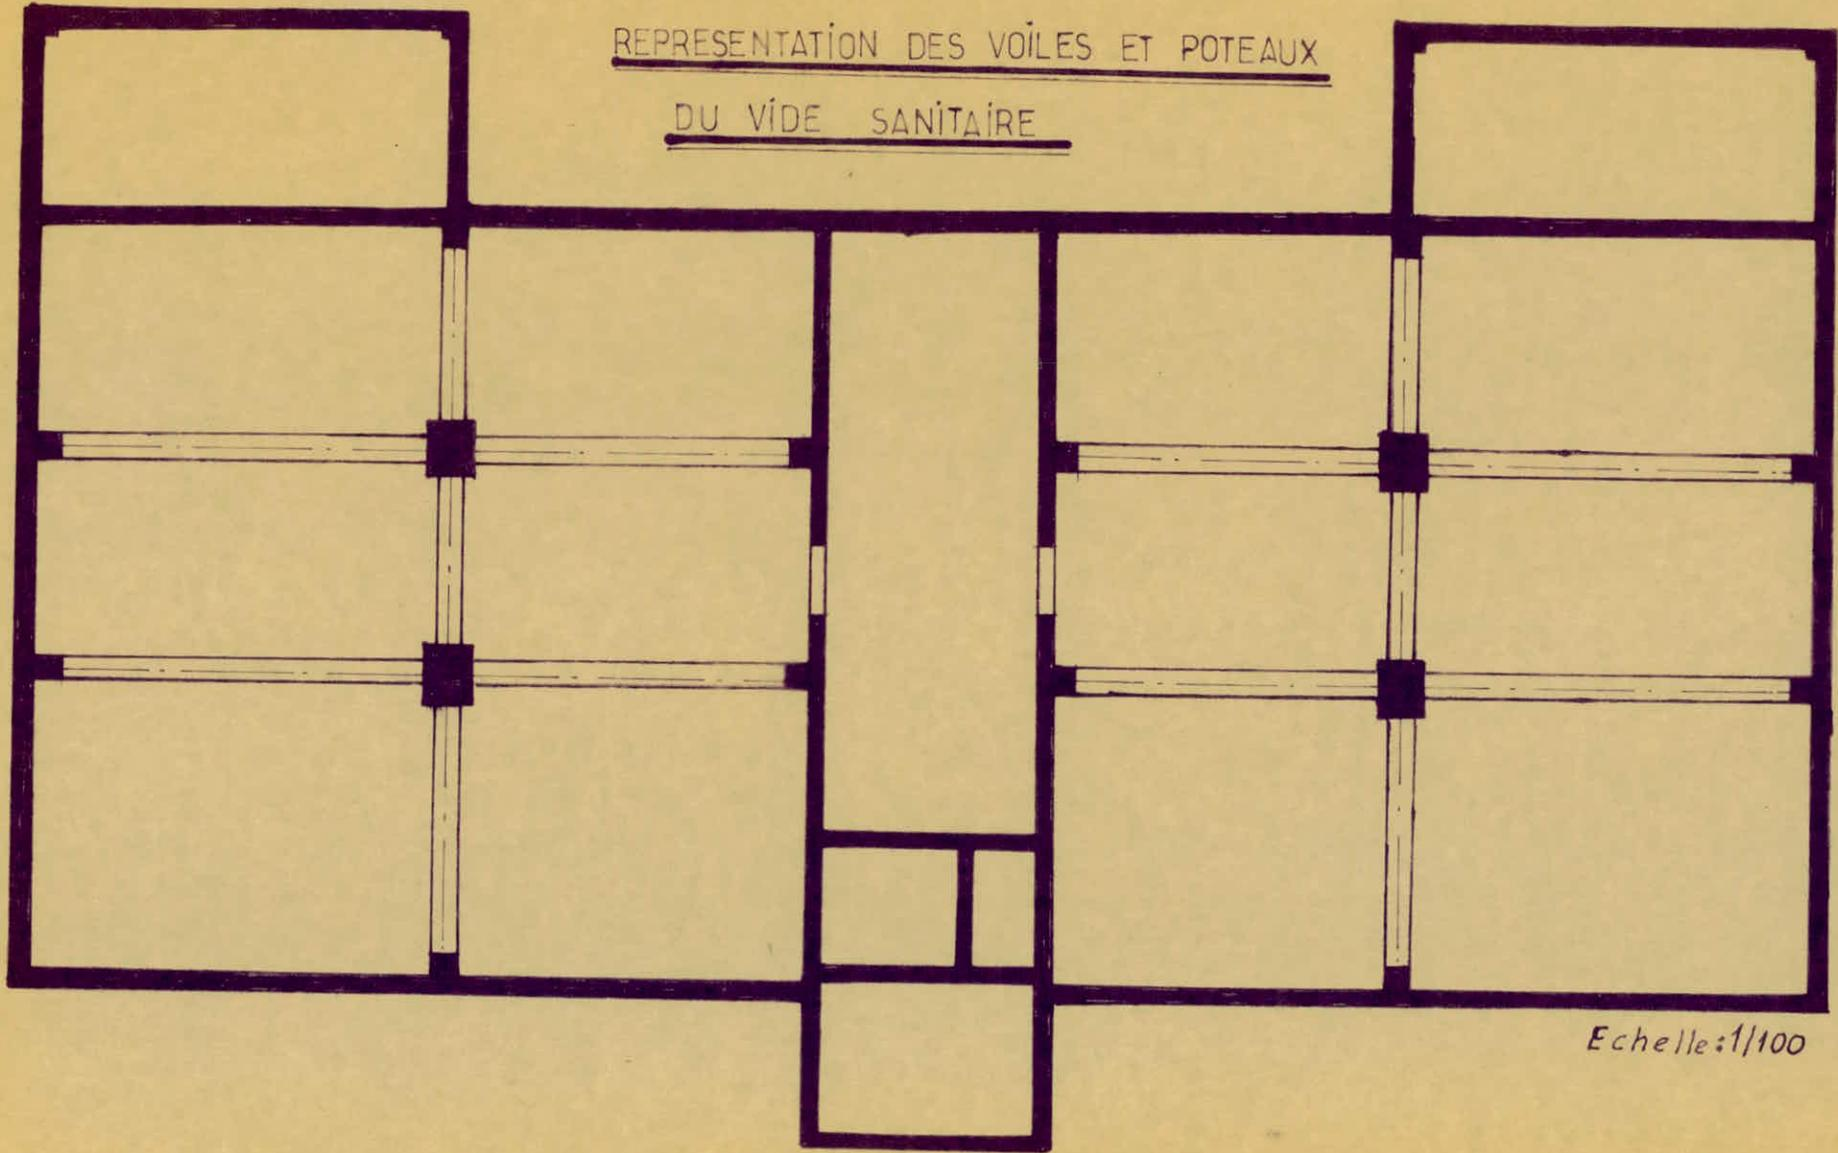 REPRESENTATiON DES VOiLES ET POTEAUX
DU ViDE SANiTAiRE
Echelle:1/100